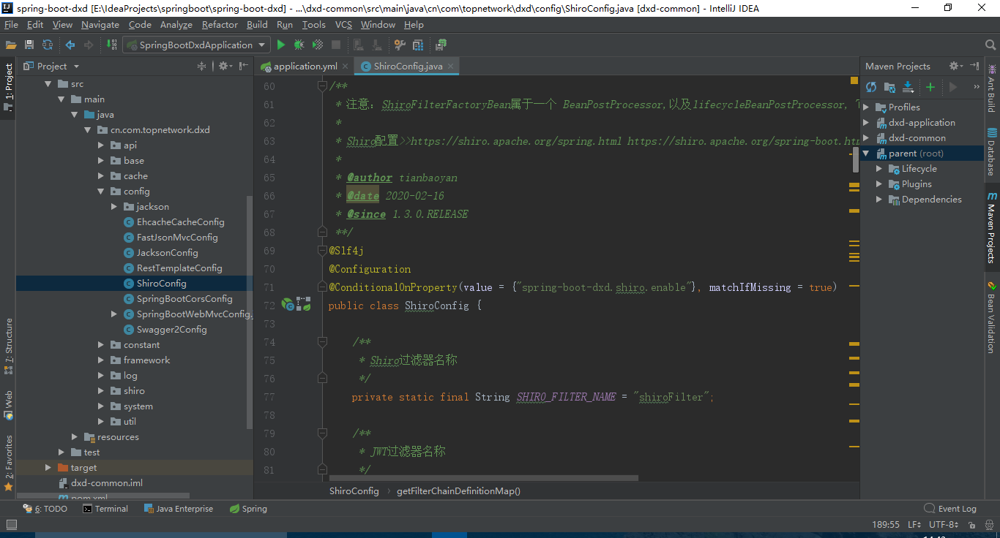 spring-boot-dxd [E:\IdeaProjects\springboot\spring-boot-dxd] - ...\dxd-common\src\main\java\cn\com\topnetwork\dxd\config\ShiroConfig.java [dxd-common] - IntelliJ IDEA
File Edit View Navigate Code Analyze Refactor Build Run Tools VCS Window Help
SpringBootDxdApplication
Project
application.yml
ShiroConfig.java
Maven Projects
1: Project
7: Structure
Web
2: Favorites
src
main
java
cn.com.topnetwork.dxd
api
base
cache
config
jackson
EhcacheCacheConfig
FastJsonMvcConfig
JacksonConfig
RestTemplateConfig
ShiroConfig
SpringBootCorsConfig
SpringBootWebMvcConfig.
Swagger2Config
constant
framework
log
shiro
system
util
resources
test
target
dxd-common.iml
pom.xml
60 /**
61 * 注意：ShiroFilterFactoryBean属于一个 BeanPostProcessor,以及lifecycleBeanPostProcessor,
62 *
63 * Shiro配置>>https://shiro.apache.org/spring.html https://shiro.apache.org/spring-boot.htm
64 *
65 * @author tianbaoyan
66 * @date 2020-02-16
67 * @since 1.3.0.RELEASE
68 **/
69 @Slf4j
70 @Configuration
71 @ConditionalOnProperty(value = {"spring-boot-dxd.shiro.enable"}, matchIfMissing = true)
72 public class ShiroConfig {
73
74 /**
75 * Shiro过滤器名称
76 */
77 private static final String SHIRO_FILTER_NAME = "shiroFilter";
78
79 /**
80 * JWT过滤器名称
81 */
ShiroConfig › getFilterChainDefinitionMap()
Profiles
dxd-application
dxd-common
parent (root)
Lifecycle
Plugins
Dependencies
Ant Build
Database
Maven Projects
Bean Validation
6: TODO Terminal Java Enterprise Spring
Event Log
189:55 LF UTF-8